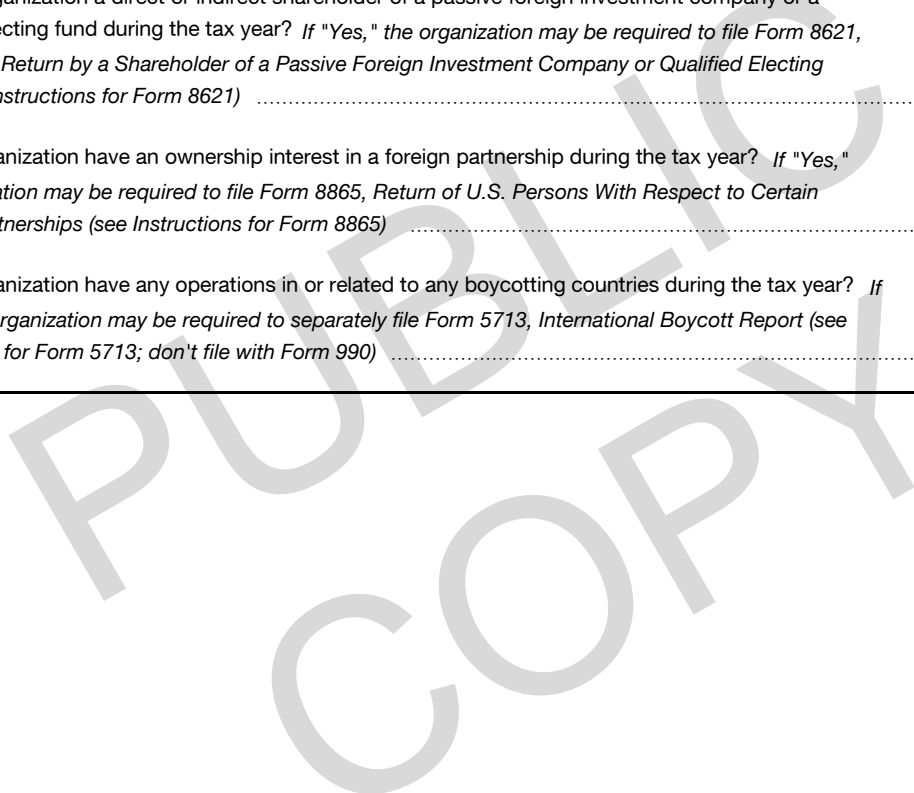 ganization a direct or indirect shareholder of a passive foreign investment company or a
ecting fund during the tax year? If "Yes," the organization may be required to file Form 8621,
Return by a Shareholder of a Passive Foreign Investment Company or Qualified Electing
nstructions for Form 8621)
anization have an ownership interest in a foreign partnership during the tax year? If "Yes,"
ation may be required to file Form 8865, Return of U.S. Persons With Respect to Certain
tnerships (see Instructions for Form 8865)
anization have any operations in or related to any boycotting countries during the tax year? If
rganization may be required to separately file Form 5713, International Boycott Report (see
for Form 5713; don't file with Form 990)
PUBLIC
COPY